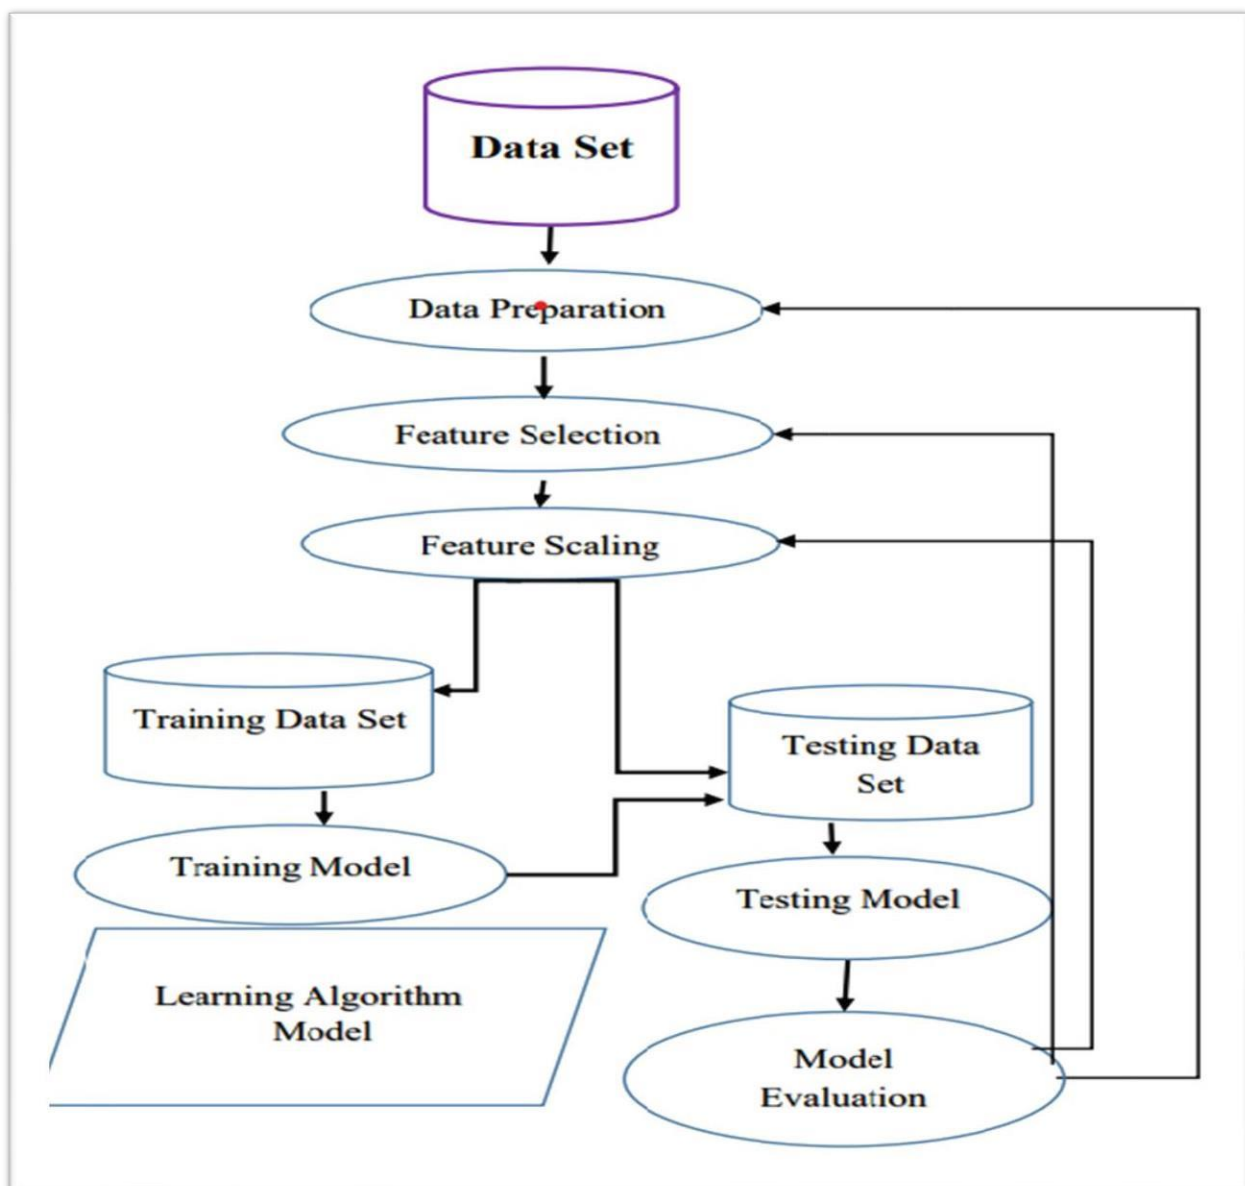 Data Set
Data Preparation
Feature Selection
Feature Scaling
Training Data Set
Testing Data
Set
Training Model
Testing Model
Learning Algorithm
Model
Model
Evaluation